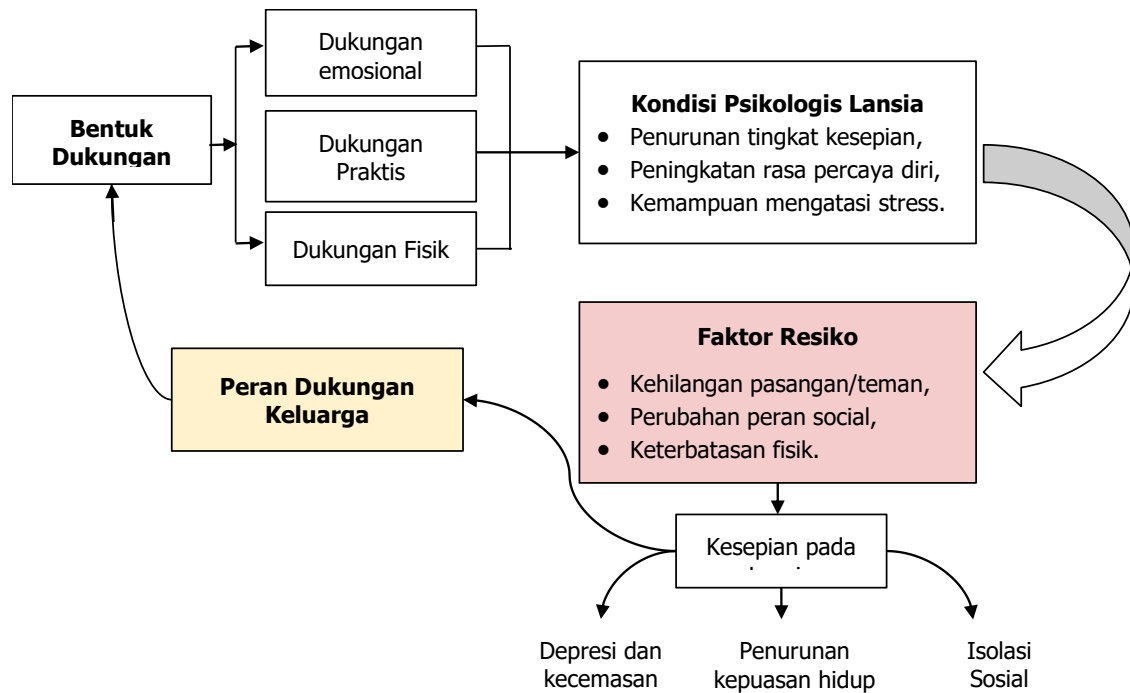 Dukungan
emosional
Bentuk
Dukungan
Dukungan
Praktis
Dukungan Fisik
Kondisi Psikologis Lansia
• Penurunan tingkat kesepian,
• Peningkatan rasa percaya diri,
• Kemampuan mengatasi stress.
Faktor Resiko
• Kehilangan pasangan/teman,
• Perubahan peran social,
• Keterbatasan fisik.
Peran Dukungan
Keluarga
Kesepian pada
Depresi dan
kecemasan
Penurunan
kepuasan hidup
Isolasi
Sosial